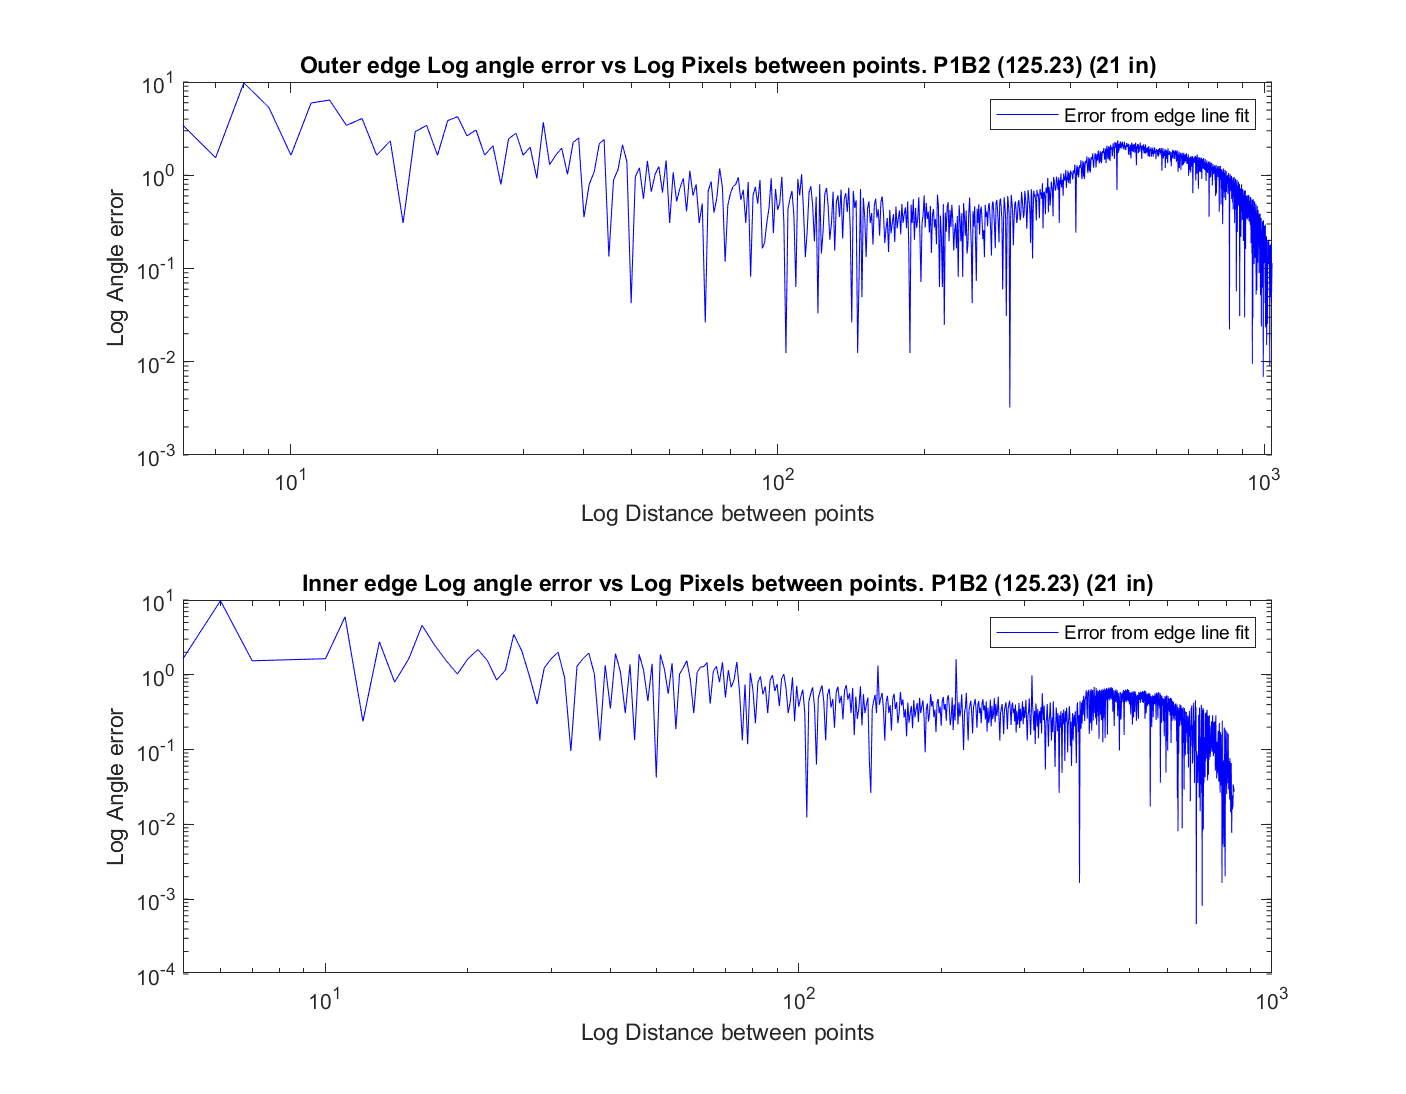 Outer edge Log angle error vs Log Pixels between points. P1B2 (125.23) (21 in)
Error from edge line fit
Log Angle error
10^1
10^0
10^-1
10^-2
10^-3
10^1 10^2 10^3
Log Distance between points
Inner edge Log angle error vs Log Pixels between points. P1B2 (125.23) (21 in)
Error from edge line fit
Log Angle error
10^1
10^0
10^-1
10^-2
10^-3
10^-4
10^1 10^2 10^3
Log Distance between points